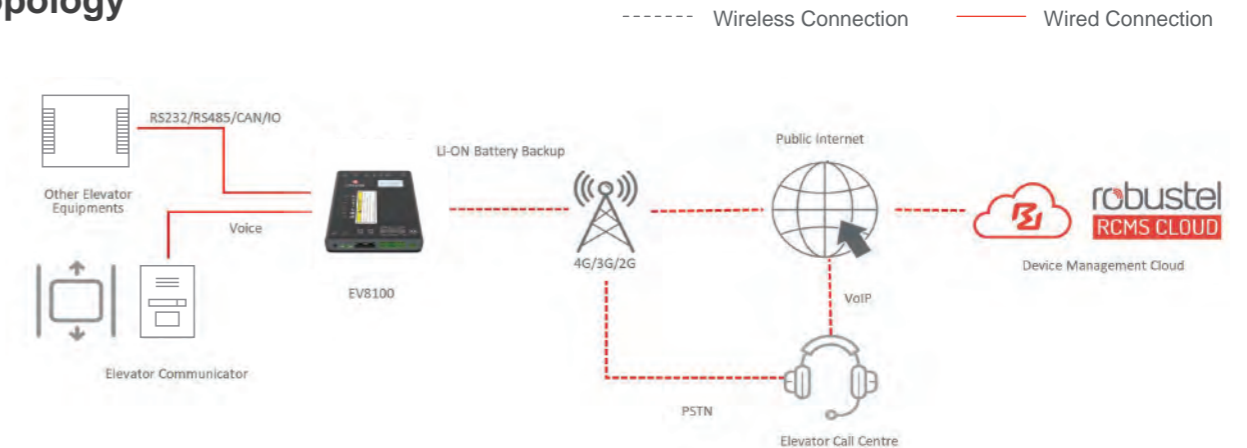 opology
Wireless Connection
Wired Connection
RS232/RS485/CAN/IO
Other Elevator
Equipments
Voice
Elevator Communicator
EV8100
Li-ON Battery Backup
4G/3G/2G
PSTN
Public Internet
VoIP
Elevator Call Centre
robustel
RCMS CLOUD
Device Management Cloud